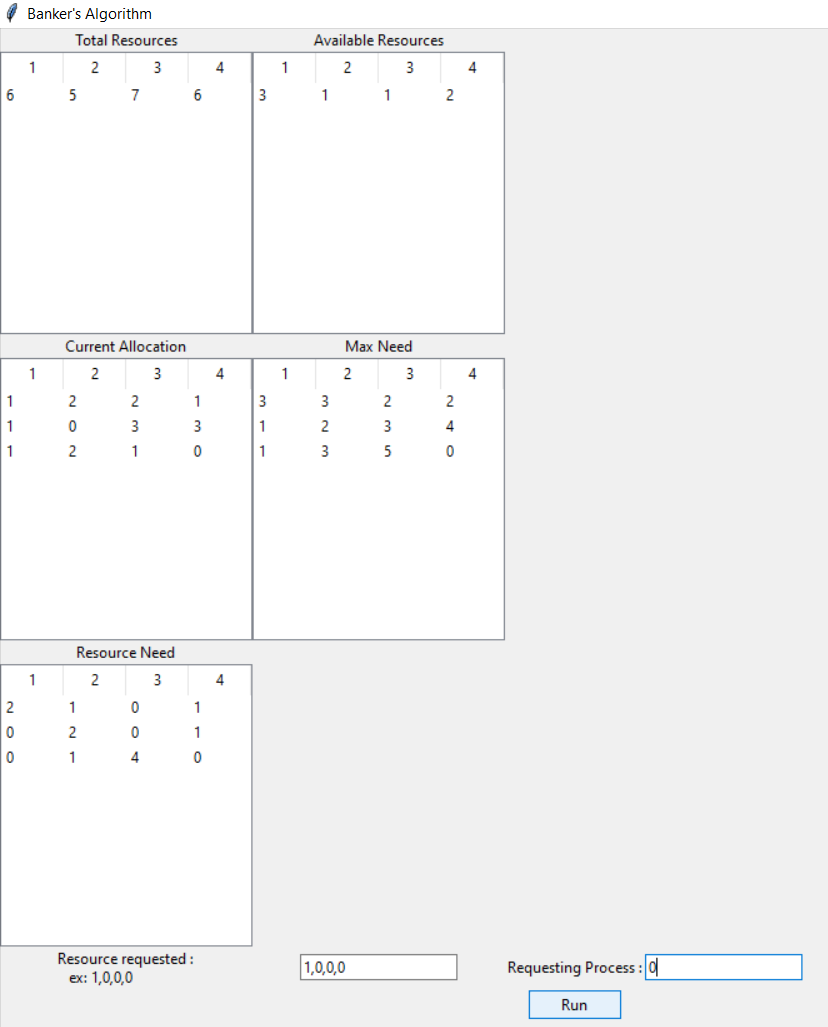 Banker's Algorithm
Total Resources Available Resources
1 2 3 4 1 2 3 4
6 5 7 6 3 1 1 2
Current Allocation Max Need
1 2 3 4 1 2 3 4
1 2 2 1 3 3 2 2
1 0 3 3 1 2 3 4
1 2 1 0 1 3 5 0
Resource Need
1 2 3 4
2 1 0 1
0 2 0 1
0 1 4 0
Resource requested :
ex: 1,0,0,0
1,0,0,0 Requesting Process : 0
Run